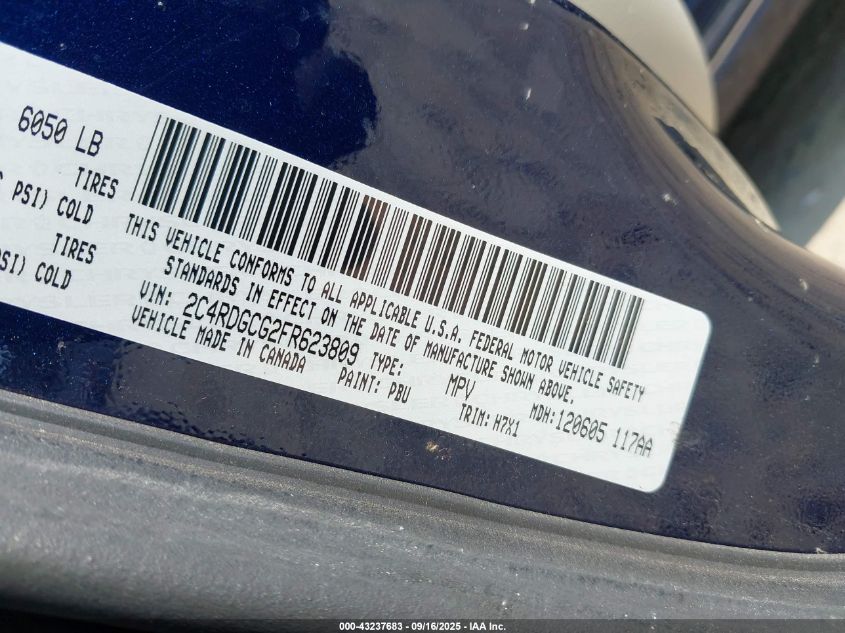 6050 LB
TIRES
PSI) COLD
TIRES
PSI) COLD
THIS VEHICLE CONFORMS TO ALL APPLICABLE U.S.A. FEDERAL MOTOR VEHICLE SAFETY
STANDARDS IN EFFECT ON THE DATE OF MANUFACTURE SHOWN ABOVE.
VIN: 2C4RDGCG2FR623809 TYPE: MPV MDH:120605 117AA
VEHICLE MADE IN CANADA PAINT: PBU TRIM: H7X1
000-43237683 - 09/16/2025 - IAA Inc.